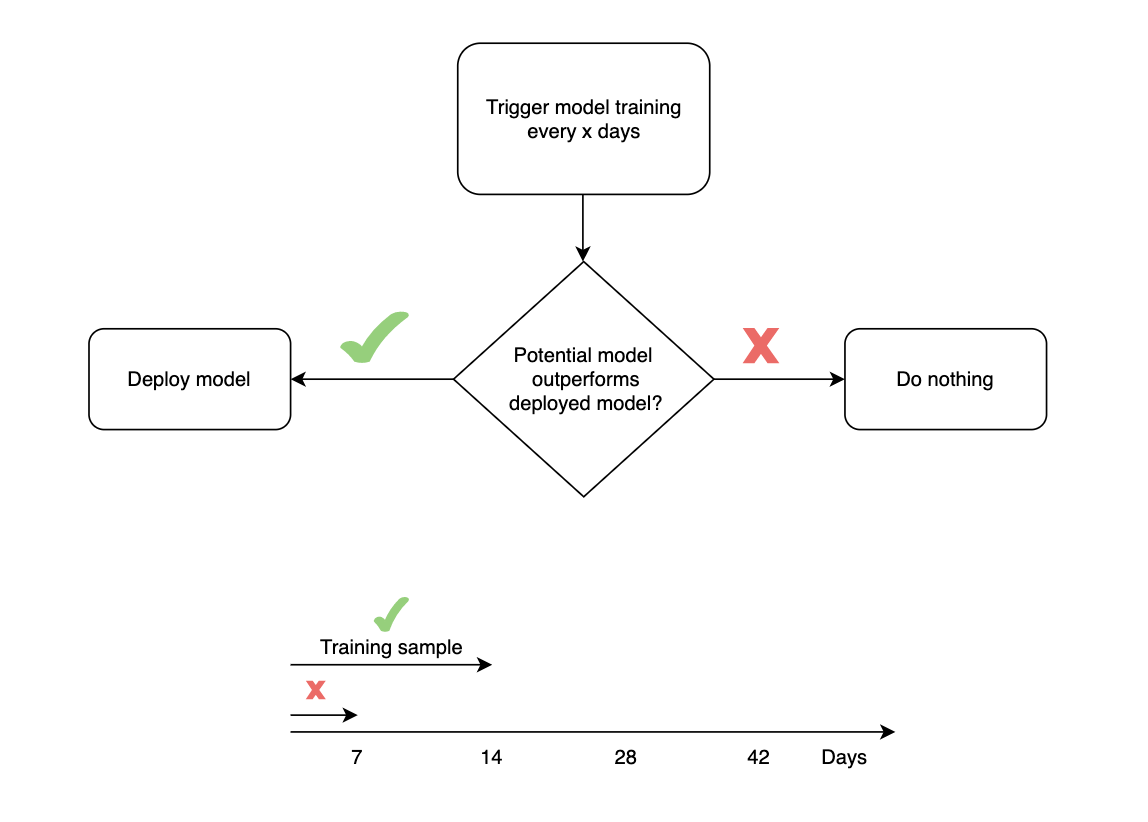 Trigger model training
every x days
Potential model
outperforms
deployed model?
Deploy model
Do nothing
Training sample
7
14
28
42
Days